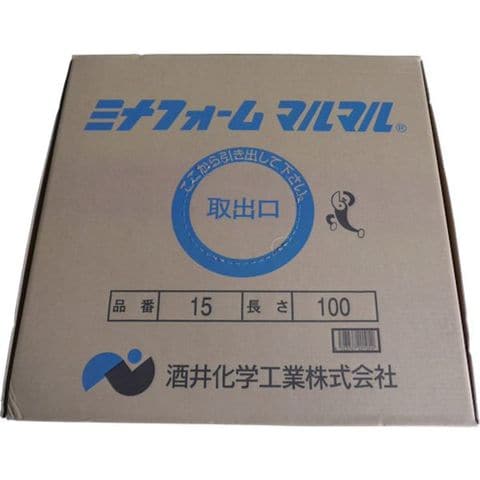 ミナフォーム マルマル®
ここから引き出して下さい。
取出口
品番 15 長さ 100
酒井化学工業株式会社